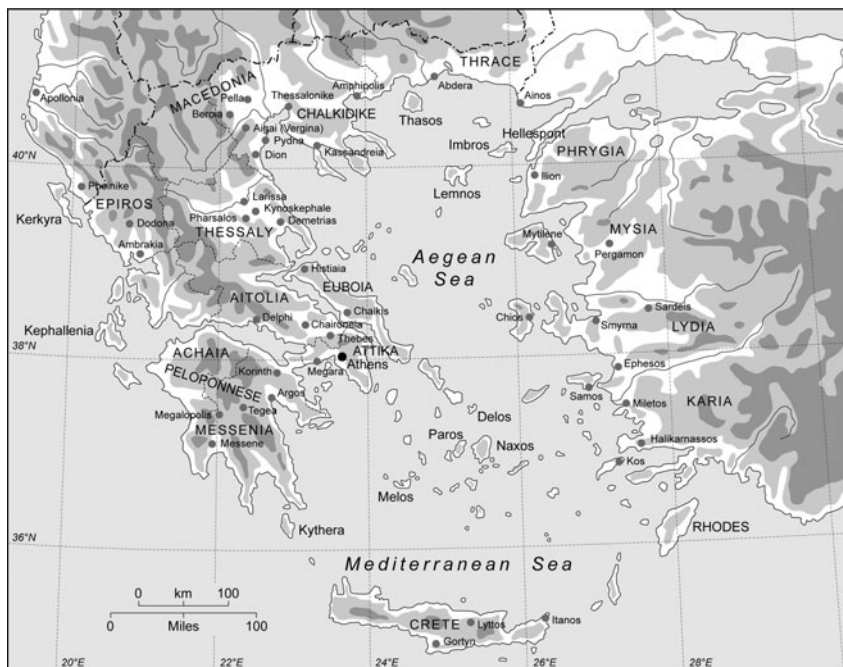 THRACE
Abdera
Amphipolis
Ainos
MACEDONIA
Apollonia
Pella
Thessalonike
Beroia
CHALKIDIKE
Thasos
Aigai (Vergina)
Pydna
Hellespont
Kassandreia
Imbros
PHRYGIA
Dion
40°N
Ilion
Phoinike
Lemnos
Kerkyra
EPIROS
Larissa
Kynoskephale
Dodona
Pharsalos
Demetrias
THESSALY
MYSIA
Mytilene
Ambrakia
Pergamon
Aegean
Sea
Histiaia
EUBOIA
AITOLIA
Chalkis
Sardeis
Delphi
Chios
Smyrna
Kephallenia
Chaironeia
LYDIA
Thebes
38°N
ACHAIA
ATTIKA
Athens
Korinth
Megara
Ephesos
PELOPONNESE
Samos
KARIA
Argos
Miletos
Tegea
Megalopolis
Delos
MESSENIA
Paros
Naxos
Halikarnassos
Messene
Kos
Melos
Kythera
RHODES
36°N
Mediterranean Sea
0 km 100
0 Miles 100
CRETE
Lyttos
Itanos
Gortyn
20°E
22°E
24°E
26°E
28°E